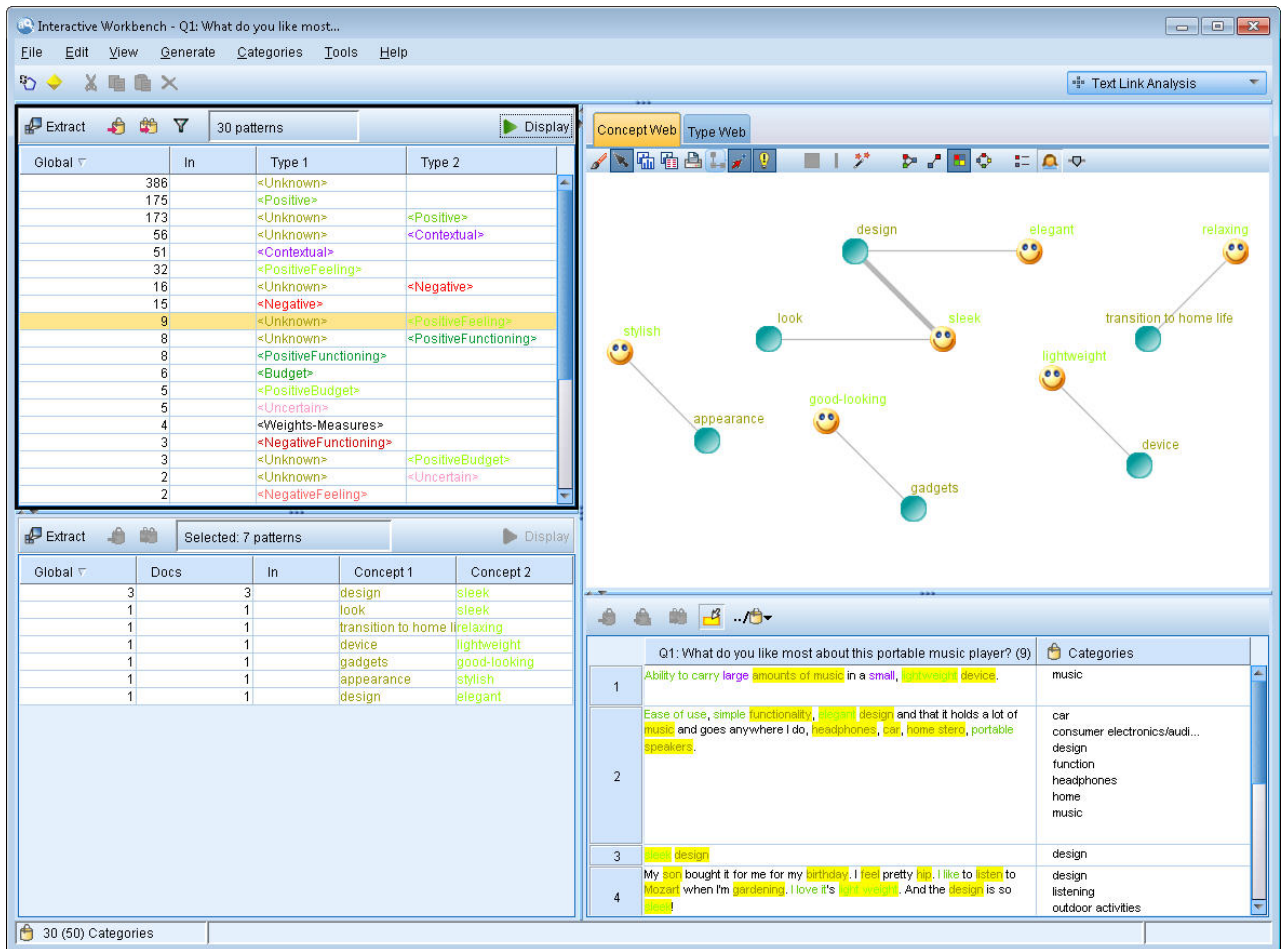 Interactive Workbench - Q1: What do you like most...
File Edit View Generate Categories Tools Help
Text Link Analysis
Extract 30 patterns Display
Global In Type 1 Type 2
386 <Unknown>
175 <Positive>
173 <Unknown> <Positive>
56 <Unknown> <Contextual>
51 <Contextual>
32 <PositiveFeeling>
16 <Unknown> <Negative>
15 <Negative>
9 <Unknown> <PositiveFeeling>
8 <Unknown> <PositiveFunctioning>
8 <PositiveFunctioning>
6 <Budget>
5 <PositiveBudget>
5 <Uncertain>
4 <Weights-Measures>
3 <NegativeFunctioning>
3 <Unknown> <PositiveBudget>
2 <Unknown> <Uncertain>
2 <NegativeFeeling>
Extract Selected: 7 patterns Display
Global Docs In Concept 1 Concept 2
3 3 design sleek
1 1 look sleek
1 1 transition to home li relaxing
1 1 device lightweight
1 1 gadgets good-looking
1 1 appearance stylish
1 1 design elegant
Concept Web Type Web
design elegant relaxing
look sleek transition to home life
stylish
lightweight
good-looking
appearance
device
gadgets
Q1: What do you like most about this portable music player? (9) Categories
1 Ability to carry large amounts of music in a small, lightweight device. music
2 Ease of use, simple functionality, elegant design and that it holds a lot of
music and goes anywhere I do, headphones, car, home stero, portable
speakers.
car
consumer electronics/audi...
design
function
headphones
home
music
3 sleek design design
4 My son bought it for me for my birthday. I feel pretty hip. I like to listen to
Mozart when I'm gardening. I love it's light weight. And the design is so
sleek!
design
listening
outdoor activities
30 (50) Categories